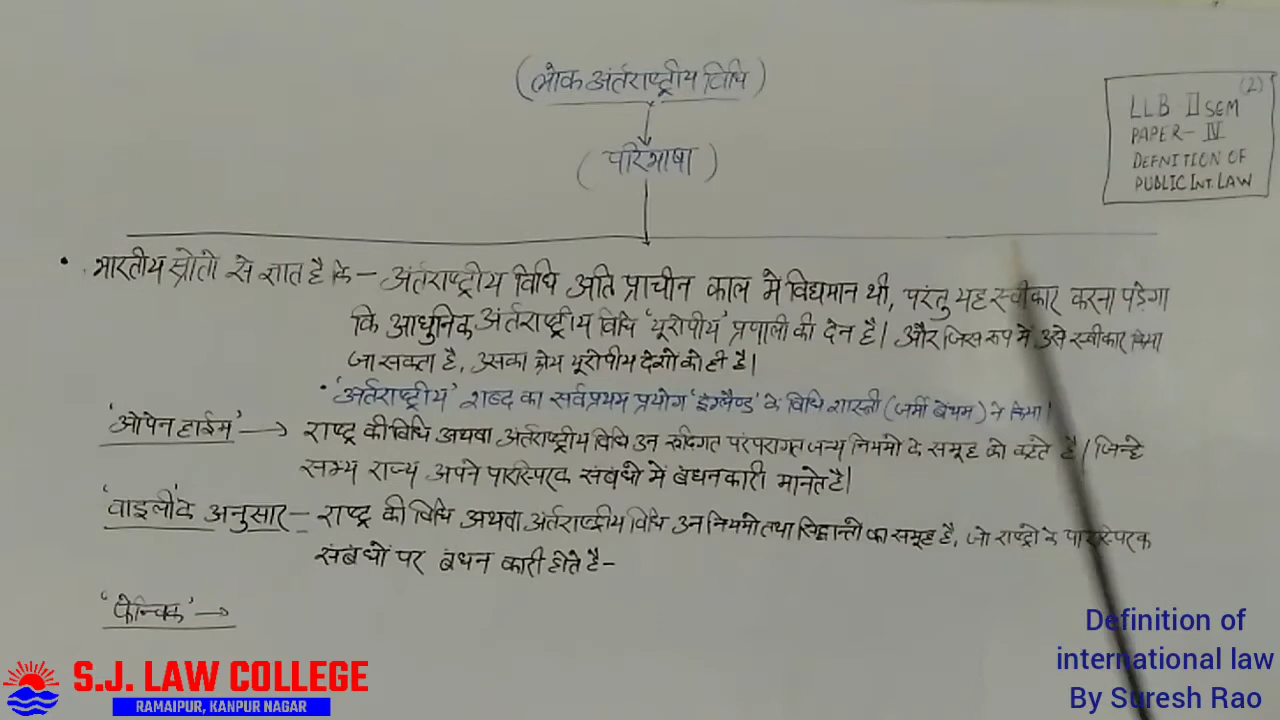 (लोक अंर्तराष्ट्रीय विधि)
(परिभाषा)
(2)
LLB II SEM
PAPER - IV
DEFNITION OF
PUBLIC INT. LAW
• भारतीय स्रोतो से ज्ञात है कि - अंर्तराष्ट्रीय विधि अति प्राचीन काल मे विद्यमान थी, परंतु यह स्वीकार करना पड़ेगा
कि आधुनिक अंर्तराष्ट्रीय विधि 'यूरोपीय' प्रणाली की देन है। और जिस रूप में उसे स्वीकार किया
जा सकता है, उसका श्रेय यूरोपीय देशो को ही है।
• 'अंर्तराष्ट्रीय' शब्द का सर्वप्रथम प्रयोग 'इंग्लैण्ड' के विधि शास्त्री (जर्मी बेंथम) ने किया।
'ओपेन हाईम' → राष्ट्र की विधि अथवा अंर्तराष्ट्रीय विधि उन रूढ़िगत परंपरागत जन्य नियमो के समूह को कहते है। जिन्हे
सभ्य राज्य अपने पारस्परिक संबंधो में बंधनकारी मानते है।
'वाइली' के अनुसार - राष्ट्र की विधि अथवा अंर्तराष्ट्रीय विधि उन नियमो तथा सिद्धान्तो का समूह है, जो राष्ट्रो के पारस्परिक
संबंधों पर बंधन कारी होते है -
'फेन्विक' →
S.J. LAW COLLEGE
RAMAIPUR, KANPUR NAGAR
Definition of
international law
By Suresh Rao